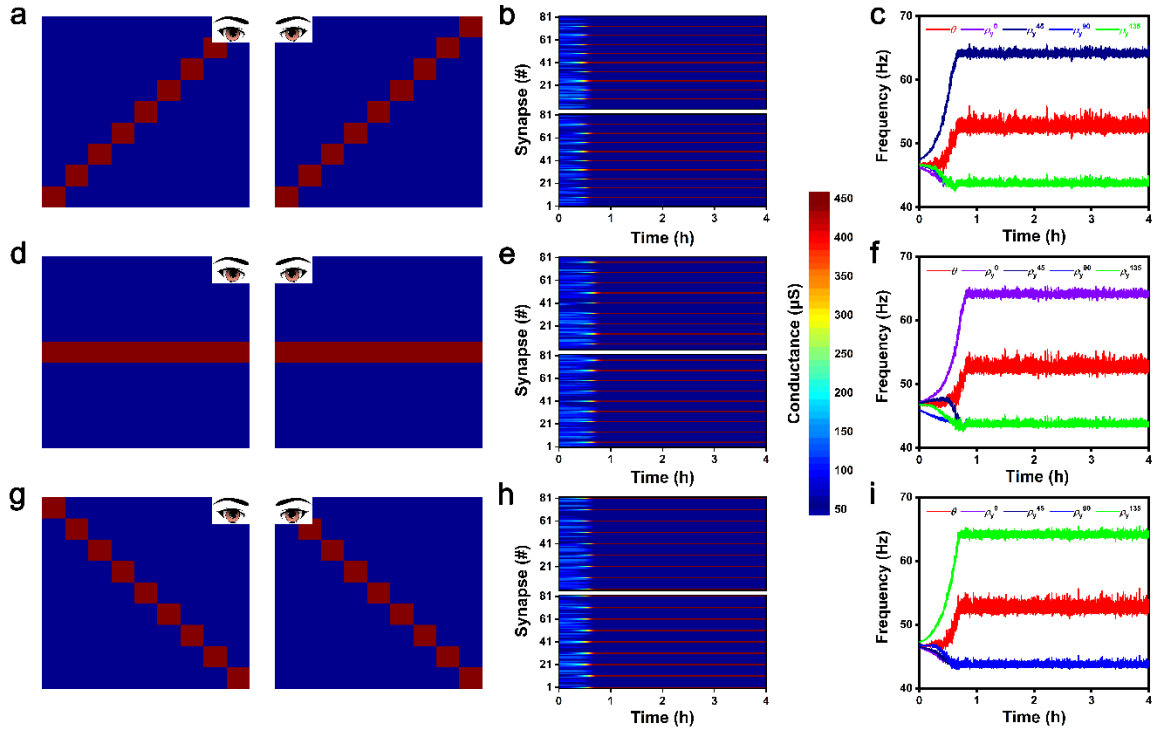 a
b
c
81
61
41
21
Synapse (#)
81
61
41
21
1
Synapse (#)
0 1 2 3 4
Time (h)
70
60
50
40
Frequency (Hz)
θ ρy0 ρy45 ρy90 ρy135
0 1 2 3 4
Time (h)
450
400
350
300
250
200
150
100
50
Conductance (μS)
d
e
f
81
61
41
21
Synapse (#)
81
61
41
21
1
Synapse (#)
0 1 2 3 4
Time (h)
70
60
50
40
Frequency (Hz)
θ ρy0 ρy45 ρy90 ρy135
0 1 2 3 4
Time (h)
g
h
i
81
61
41
21
Synapse (#)
81
61
41
21
1
Synapse (#)
0 1 2 3 4
Time (h)
70
60
50
40
Frequency (Hz)
θ ρy0 ρy45 ρy90 ρy135
0 1 2 3 4
Time (h)